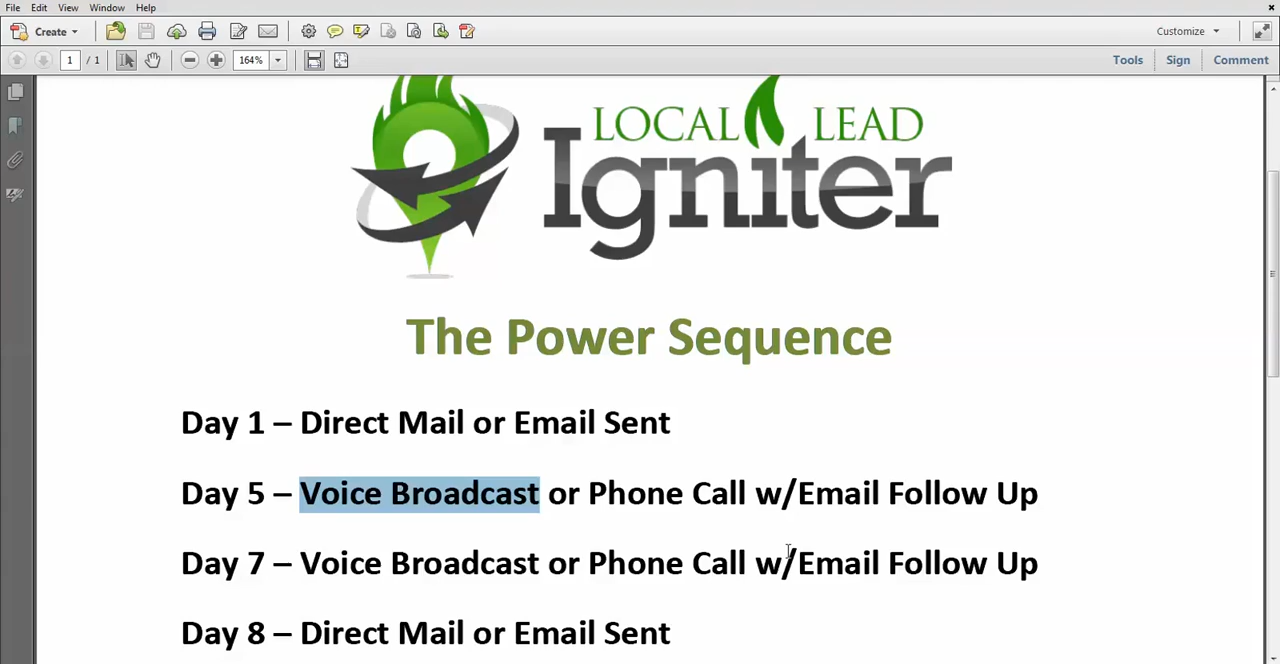 File Edit View Window Help
Create Customize
1 / 1 164% Tools Sign Comment
LOCAL LEAD
Igniter
The Power Sequence
Day 1 – Direct Mail or Email Sent
Day 5 – Voice Broadcast or Phone Call w/Email Follow Up
Day 7 – Voice Broadcast or Phone Call w/Email Follow Up
Day 8 – Direct Mail or Email Sent